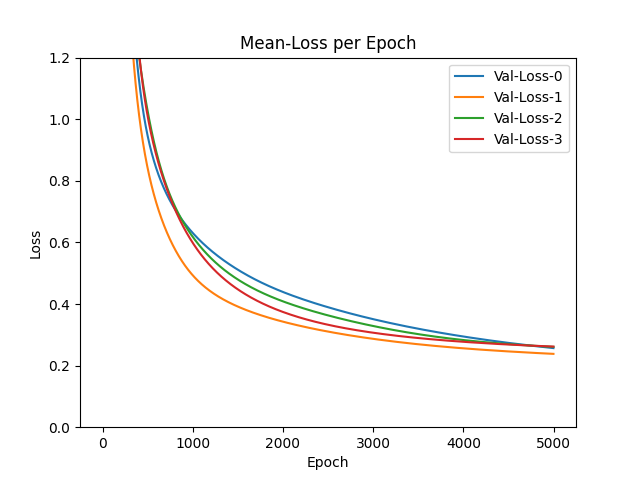 Mean-Loss per Epoch
1.2
1.0
0.8
0.6
0.4
0.2
0.0
Loss
Val-Loss-0
Val-Loss-1
Val-Loss-2
Val-Loss-3
0 1000 2000 3000 4000 5000
Epoch